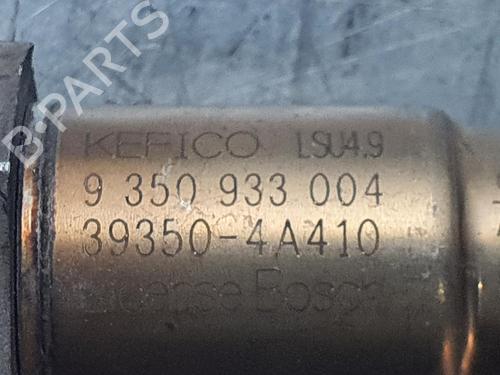 B-PARTS
KEFICO LSU4.9
9 350 933 004
39350-4A410
License Bosch